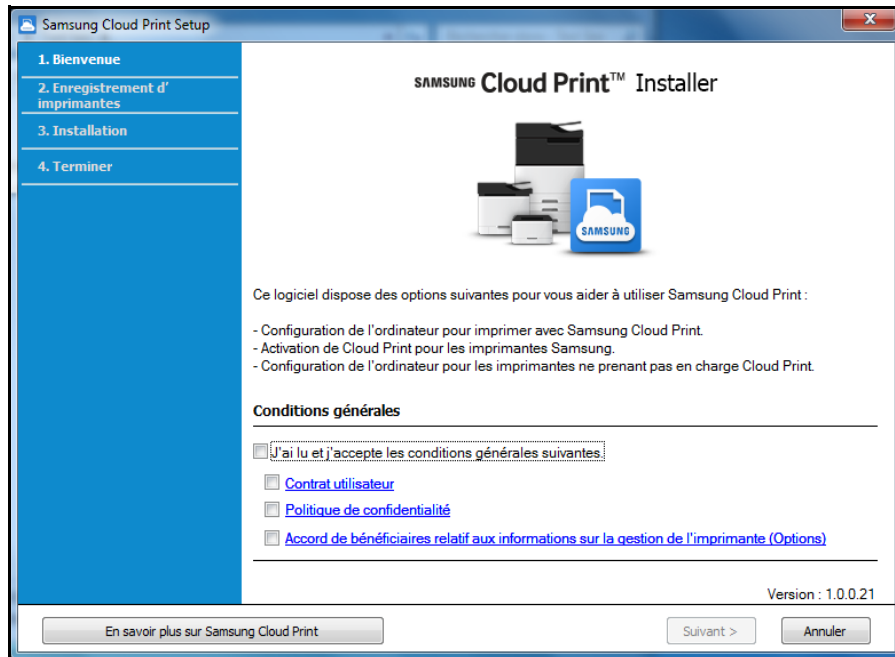 Samsung Cloud Print Setup
1. Bienvenue
2. Enregistrement d'
imprimantes
3. Installation
4. Terminer
SAMSUNG Cloud Print™ Installer
SAMSUNG
Ce logiciel dispose des options suivantes pour vous aider à utiliser Samsung Cloud Print :
- Configuration de l'ordinateur pour imprimer avec Samsung Cloud Print.
- Activation de Cloud Print pour les imprimantes Samsung.
- Configuration de l'ordinateur pour les imprimantes ne prenant pas en charge Cloud Print.
Conditions générales
J'ai lu et j'accepte les conditions générales suivantes.
Contrat utilisateur
Politique de confidentialité
Accord de bénéficiaires relatif aux informations sur la gestion de l'imprimante (Options)
Version : 1.0.0.21
En savoir plus sur Samsung Cloud Print
Suivant >
Annuler